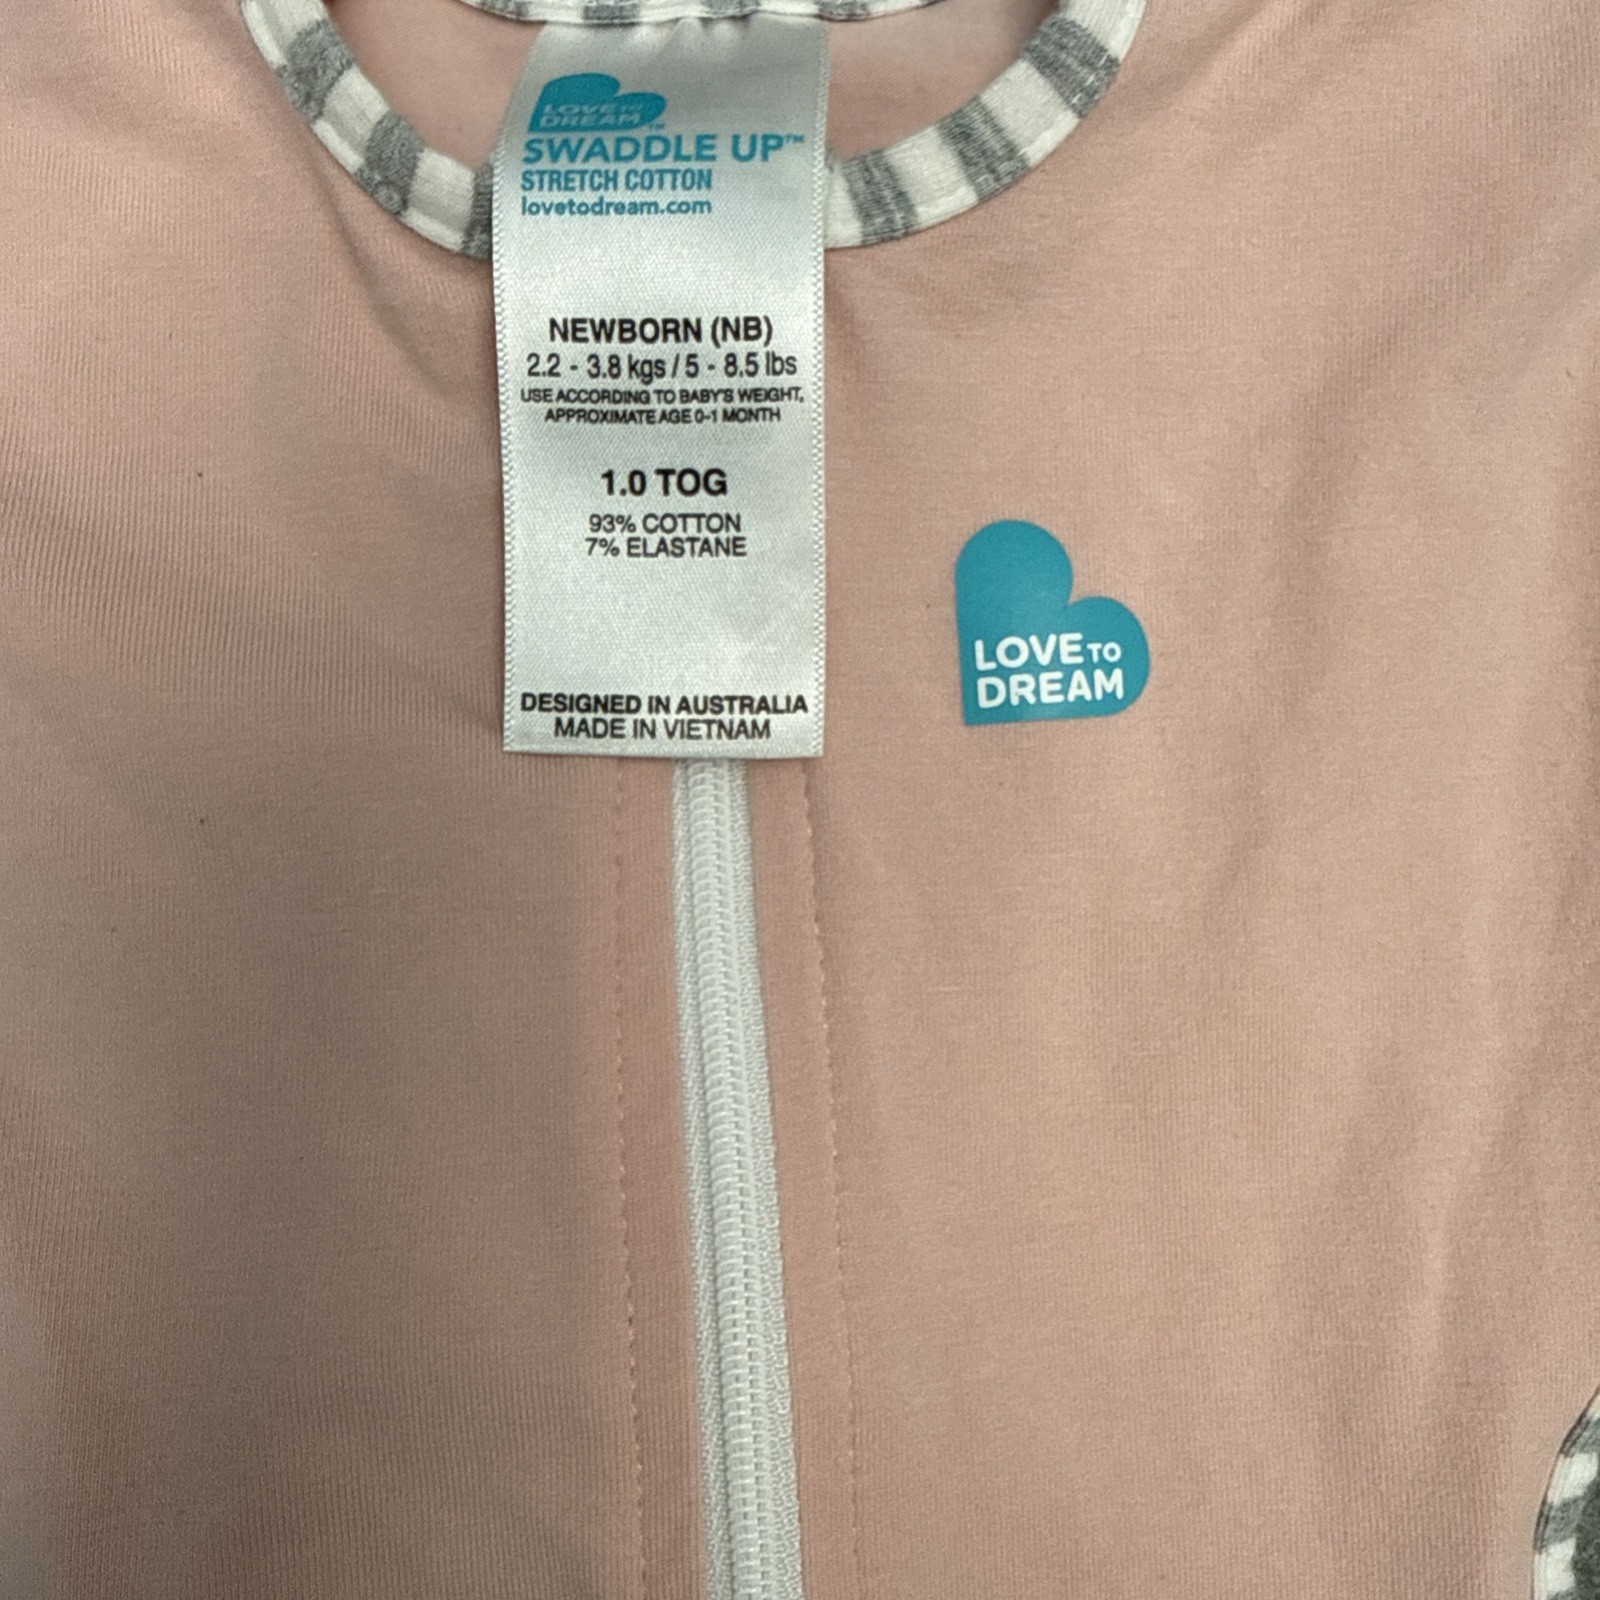 LOVE TO
DREAM™
SWADDLE UP™
STRETCH COTTON
lovetodream.com
NEWBORN (NB)
2.2 - 3.8 kgs / 5 - 8.5 lbs
USE ACCORDING TO BABY'S WEIGHT,
APPROXIMATE AGE 0-1 MONTH
1.0 TOG
93% COTTON
7% ELASTANE
DESIGNED IN AUSTRALIA
MADE IN VIETNAM
LOVE TO
DREAM